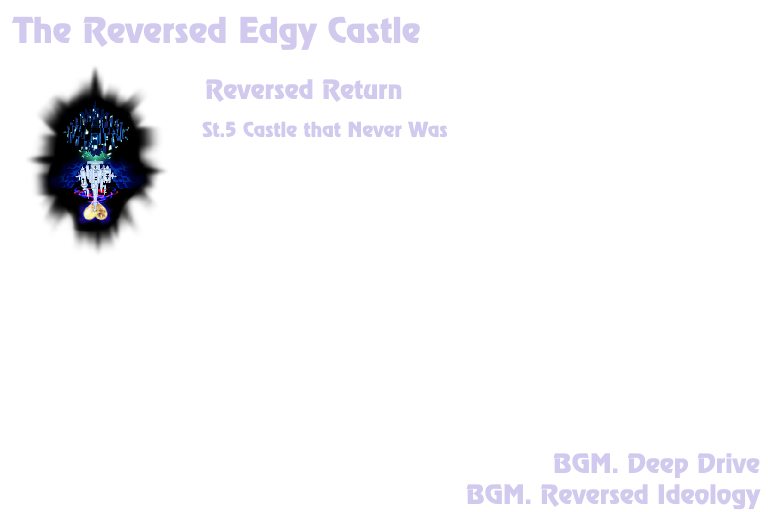 The Reversed Edgy Castle
Reversed Return
St.5 Castle that Never Was
BGM. Deep Drive
BGM. Reversed Ideology